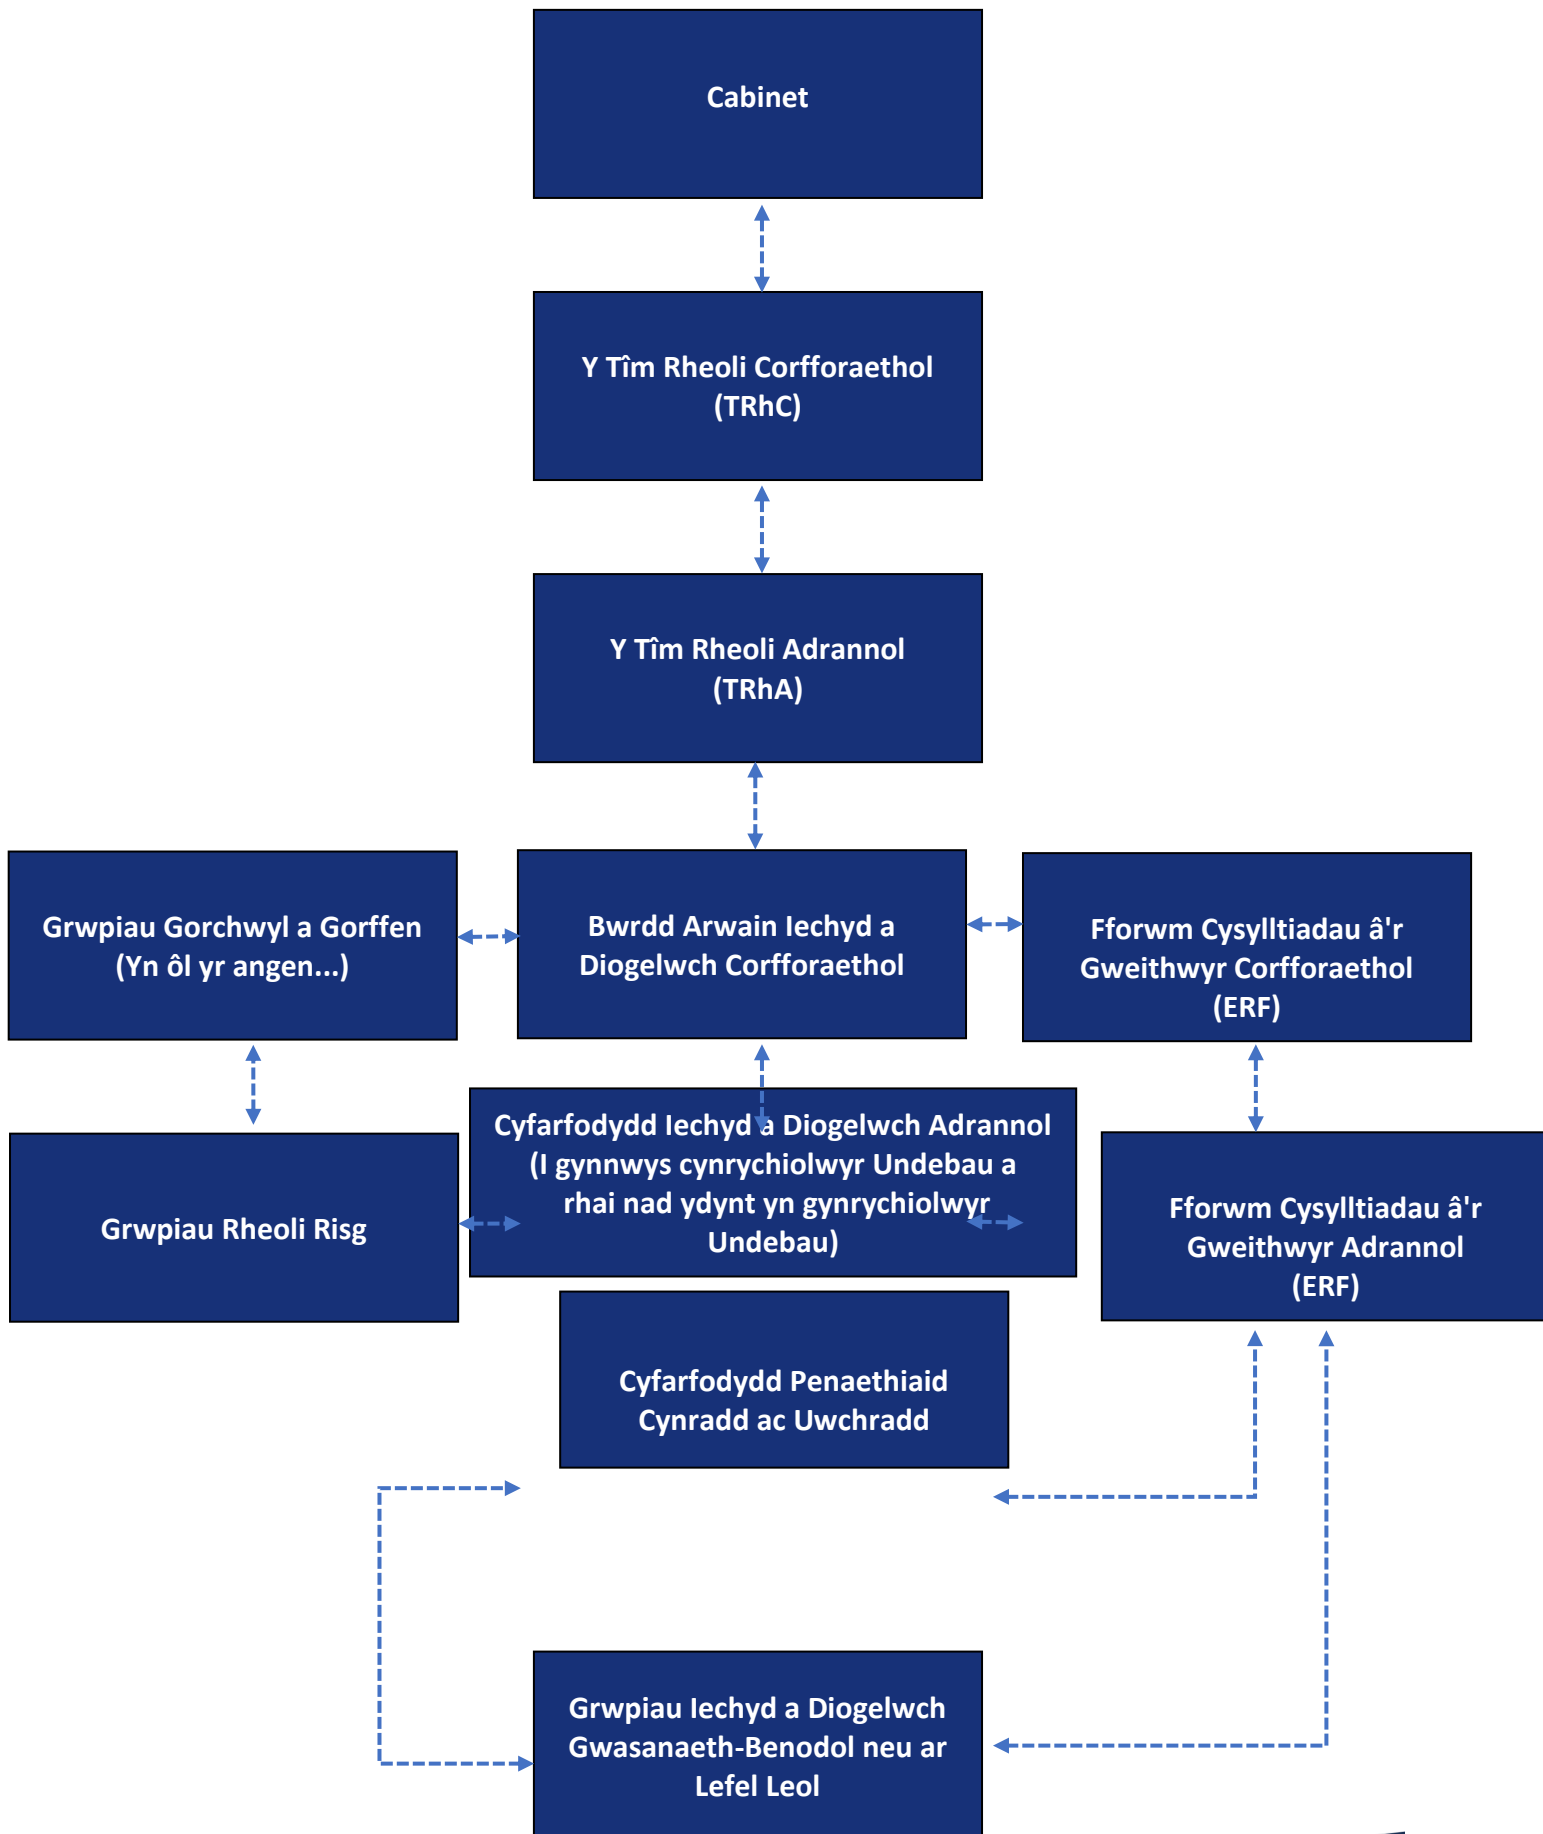 Cabinet
Y Tîm Rheoli Corfforaethol
(TRhC)
Y Tîm Rheoli Adrannol
(TRhA)
Grwpiau Gorchwyl a Gorffen
(Yn ôl yr angen...)
Bwrdd Arwain Iechyd a
Diogelwch Corfforaethol
Fforwm Cysylltiadau â'r
Gweithwyr Corfforaethol
(ERF)
Grwpiau Rheoli Risg
Cyfarfodydd Iechyd a Diogelwch Adrannol
(I gynnwys cynrychiolwyr Undebau a
rhai nad ydynt yn gynrychiolwyr
Undebau)
Fforwm Cysylltiadau â'r
Gweithwyr Adrannol
(ERF)
Cyfarfodydd Penaethiaid
Cynradd ac Uwchradd
Grwpiau Iechyd a Diogelwch
Gwasanaeth-Benodol neu ar
Lefel Leol